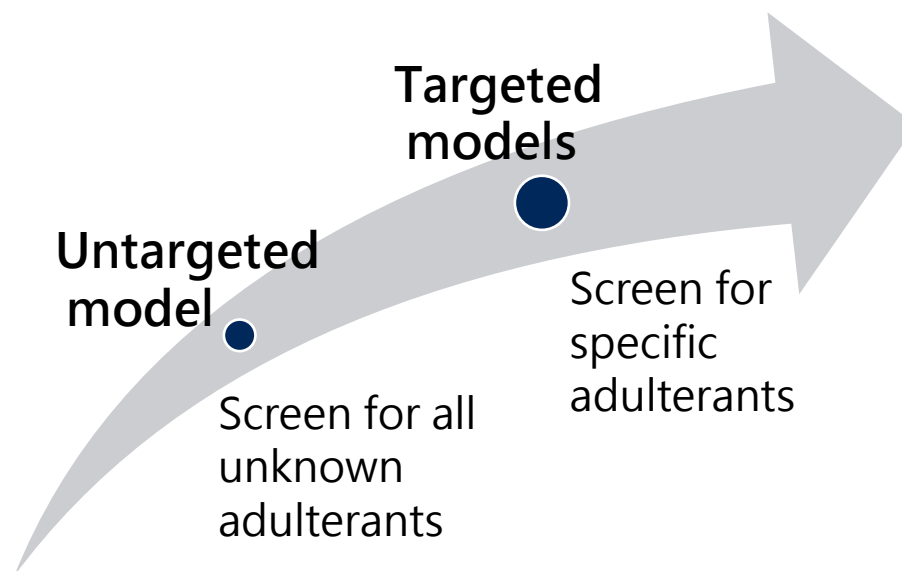 Targeted
models
Untargeted
model
Screen for
specific
adulterants
Screen for all
unknown
adulterants